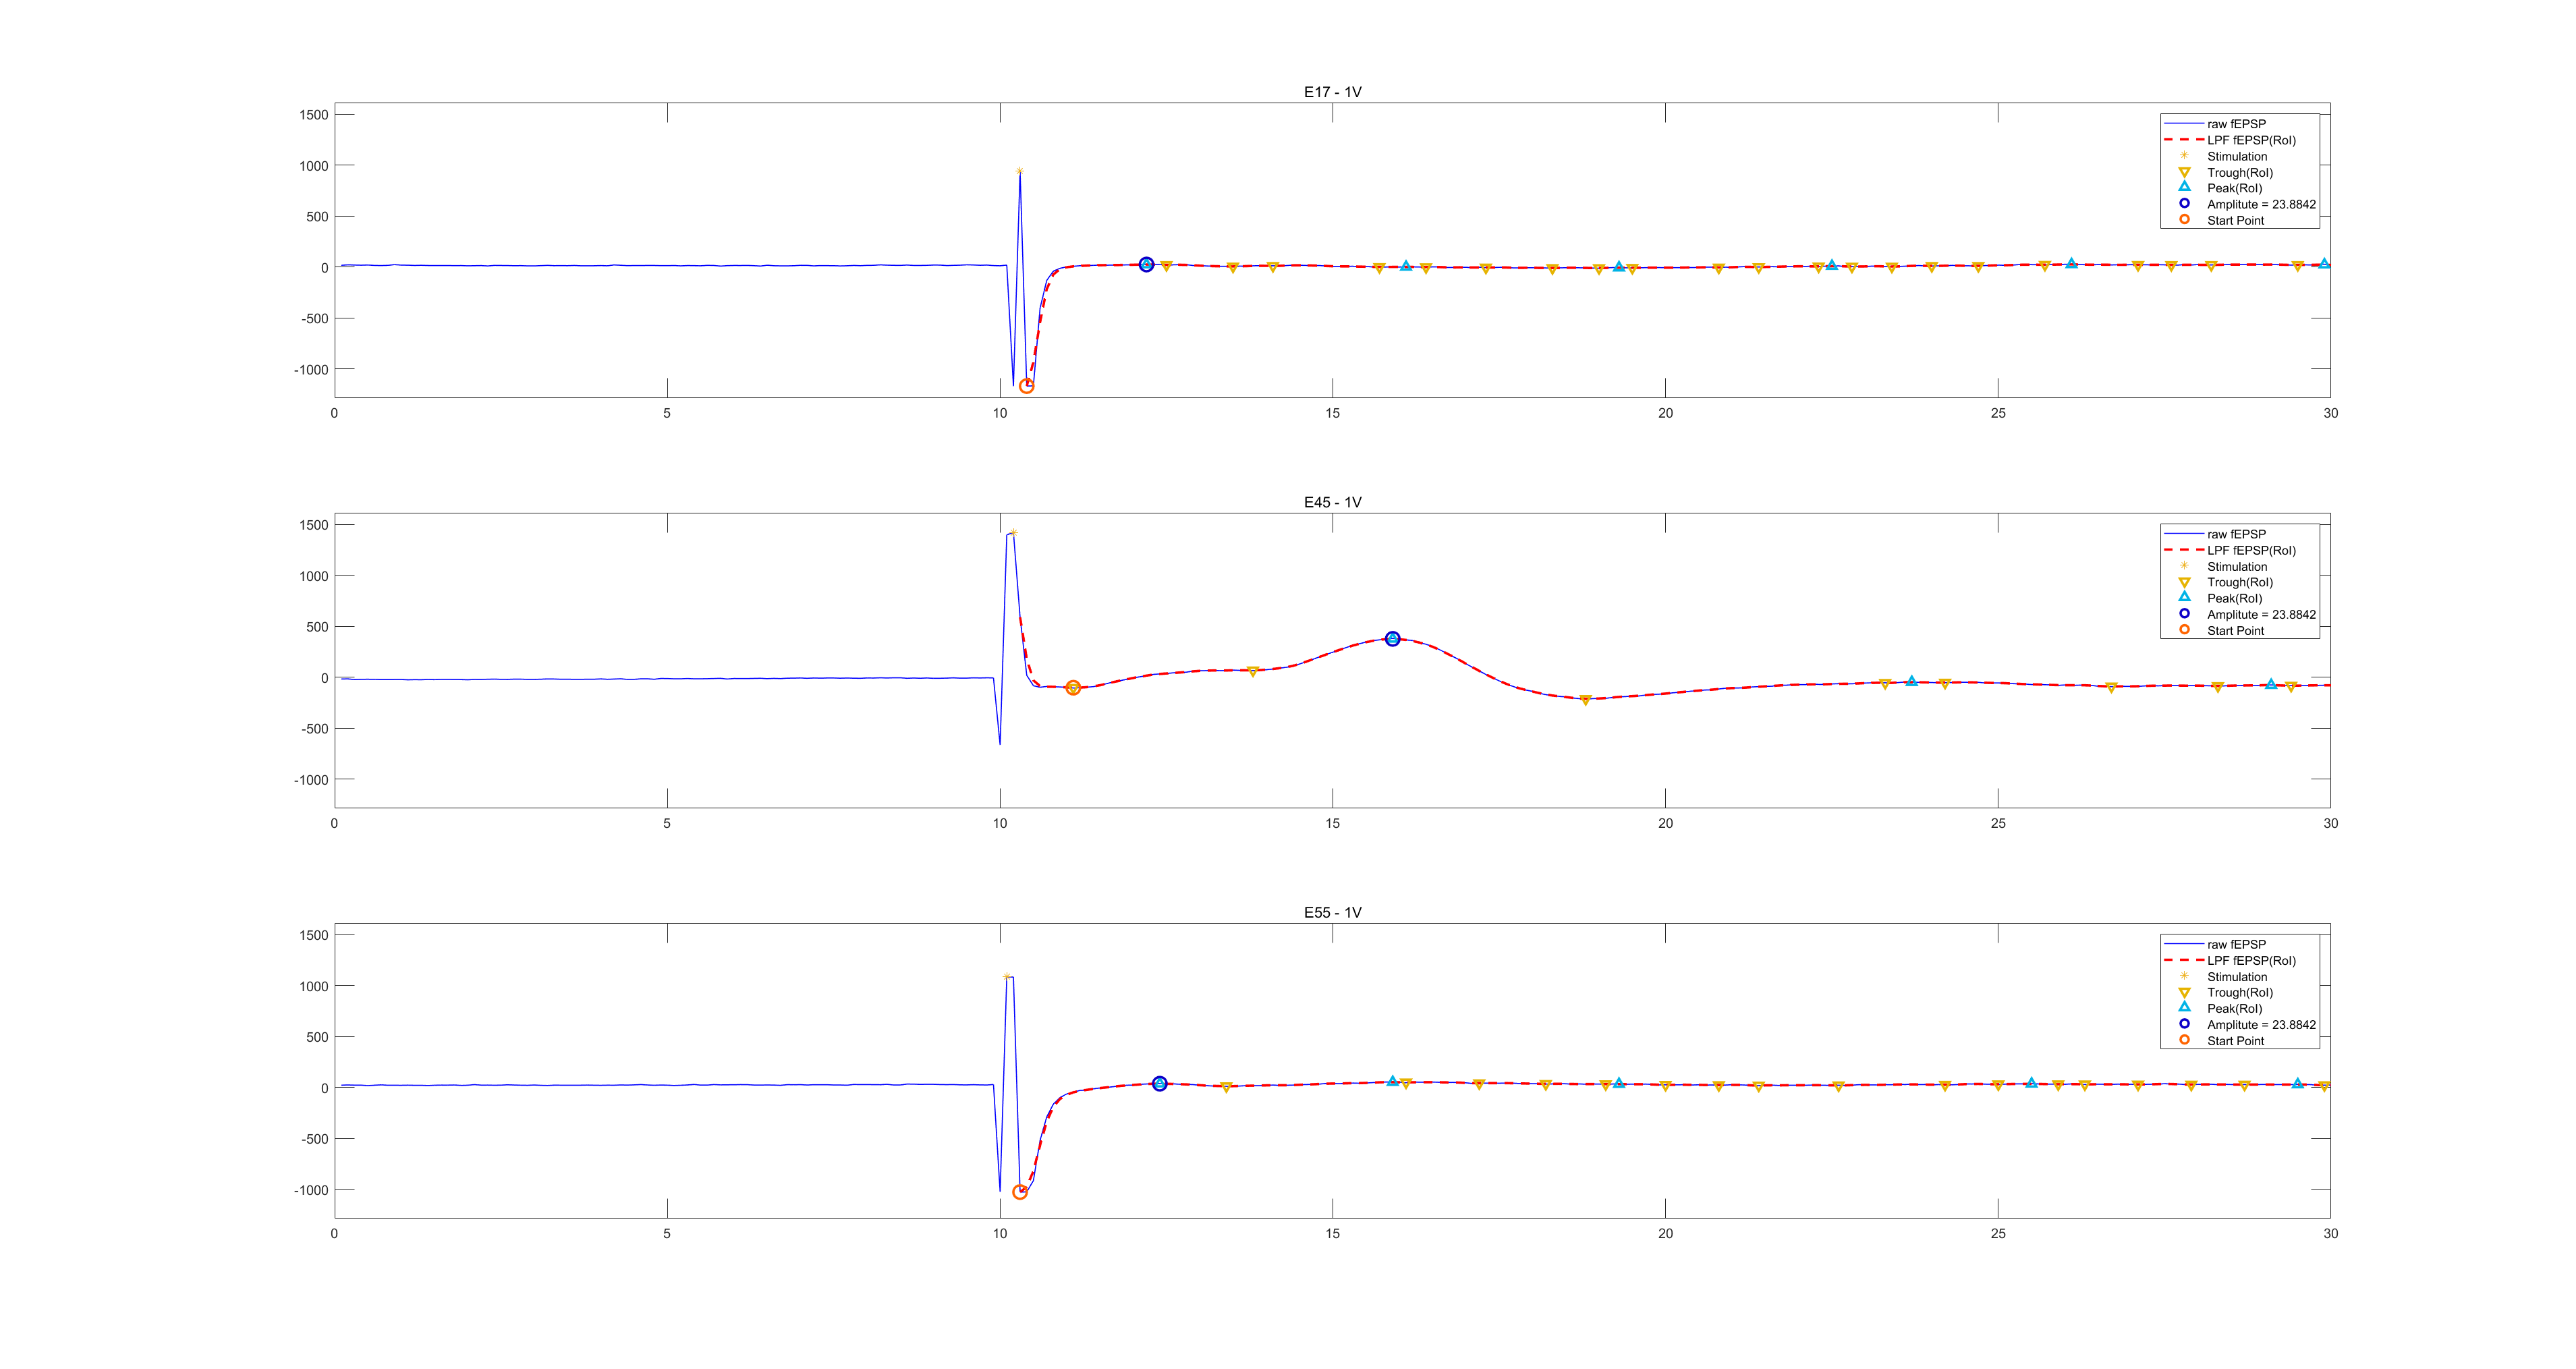 E17 - 1V
1500
1000
500
0
-500
-1000
0 5 10 15 20 25 30
raw fEPSP
LPF fEPSP(RoI)
Stimulation
Trough(RoI)
Peak(RoI)
Amplitute = 23.8842
Start Point
E45 - 1V
1500
1000
500
0
-500
-1000
0 5 10 15 20 25 30
raw fEPSP
LPF fEPSP(RoI)
Stimulation
Trough(RoI)
Peak(RoI)
Amplitute = 23.8842
Start Point
E55 - 1V
1500
1000
500
0
-500
-1000
0 5 10 15 20 25 30
raw fEPSP
LPF fEPSP(RoI)
Stimulation
Trough(RoI)
Peak(RoI)
Amplitute = 23.8842
Start Point